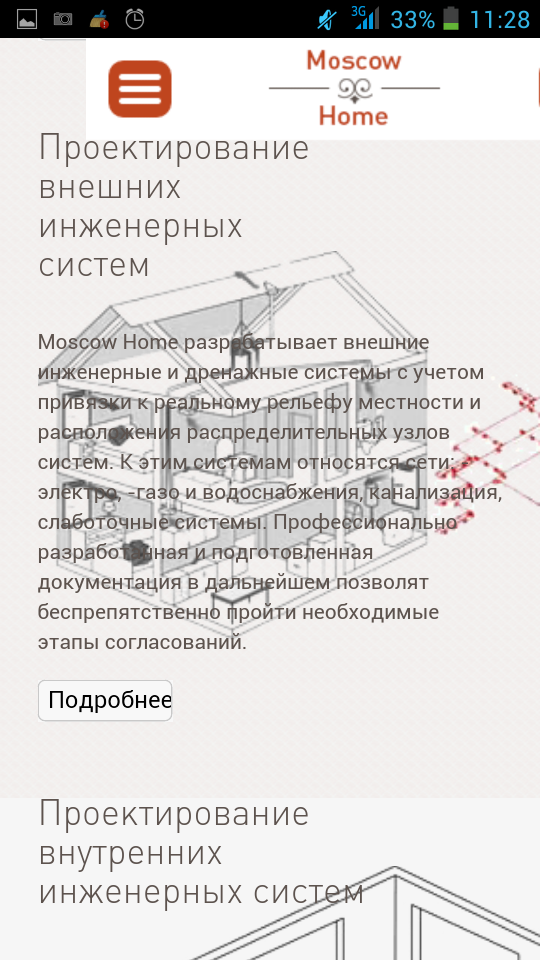 3G 33% 11:28
Moscow
Home
Проектирование
внешних
инженерных
систем
Moscow Home разрабатывает внешние
инженерные и дренажные системы с учетом
привязки к реальному рельефу местности и
расположения распределительных узлов
систем. К этим системам относятся сети:
электро, -газо и водоснабжения, канализация,
слаботочные системы. Профессионально
разработанная и подготовленная
документация в дальнейшем позволят
беспрепятственно пройти необходимые
этапы согласований.
Подробнее
Проектирование
внутренних
инженерных систем